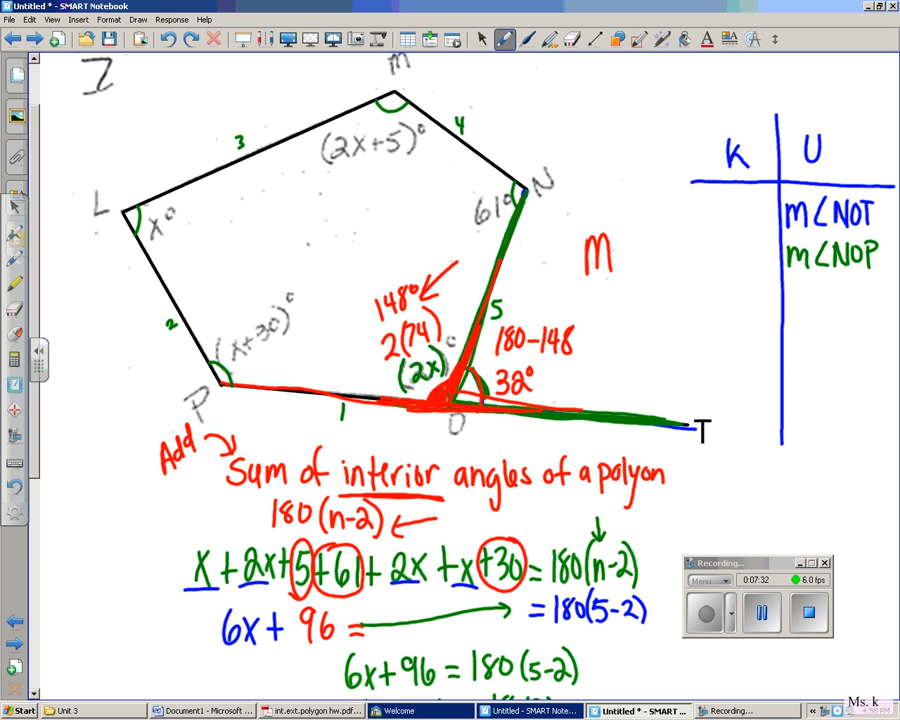 Untitled * - SMART Notebook
File Edit View Insert Format Draw Response Help
I
m
3
4
(2x+5)°
K
U
L
N
x°
61°
m∠NOT
m∠NOP
M
148°
2
5
(x+30)°
2(74)
180-148
(2x)
°
32°
P
1
O
T
Add
Sum of interior angles of a polyon
180(n-2)
x+2x+5+61+2x+x+30=180(n-2)
6x+96=
=180(5-2)
6x+96=180(5-2)
Recording...
Menu
0:07:32
6.0 fps
Ms. k
Start
Unit 3
Document1 - Microsoft ...
int.ext.polygon hw.pdf...
Welcome
Untitled - SMART Note...
Untitled * - SMART ...
Recording...
4:58 PM